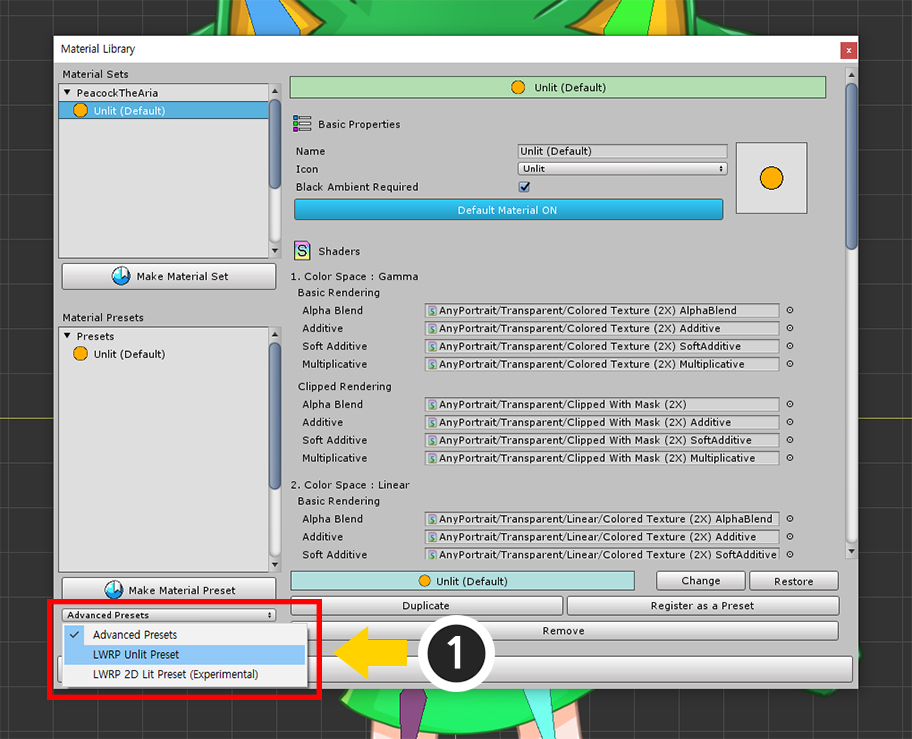 Material Library
x
Material Sets
PeacockTheAria
Unlit (Default)
Make Material Set
Material Presets
Presets
Unlit (Default)
Make Material Preset
Advanced Presets
Advanced Presets
LWRP Unlit Preset
LWRP 2D Lit Preset (Experimental)
1
Unlit (Default)
Basic Properties
Name Unlit (Default)
Icon Unlit
Black Ambient Required
Default Material ON
S Shaders
1. Color Space : Gamma
Basic Rendering
Alpha Blend AnyPortrait/Transparent/Colored Texture (2X) AlphaBlend
Additive AnyPortrait/Transparent/Colored Texture (2X) Additive
Soft Additive AnyPortrait/Transparent/Colored Texture (2X) SoftAdditive
Multiplicative AnyPortrait/Transparent/Colored Texture (2X) Multiplicative
Clipped Rendering
Alpha Blend AnyPortrait/Transparent/Clipped With Mask (2X)
Additive AnyPortrait/Transparent/Clipped With Mask (2X) Additive
Soft Additive AnyPortrait/Transparent/Clipped With Mask (2X) SoftAdditive
Multiplicative AnyPortrait/Transparent/Clipped With Mask (2X) Multiplicative
2. Color Space : Linear
Basic Rendering
Alpha Blend AnyPortrait/Transparent/Linear/Colored Texture (2X) AlphaBlend
Additive AnyPortrait/Transparent/Linear/Colored Texture (2X) Additive
Soft Additive AnyPortrait/Transparent/Linear/Colored Texture (2X) SoftAdditive
Unlit (Default) Change Restore
Duplicate Register as a Preset
Remove